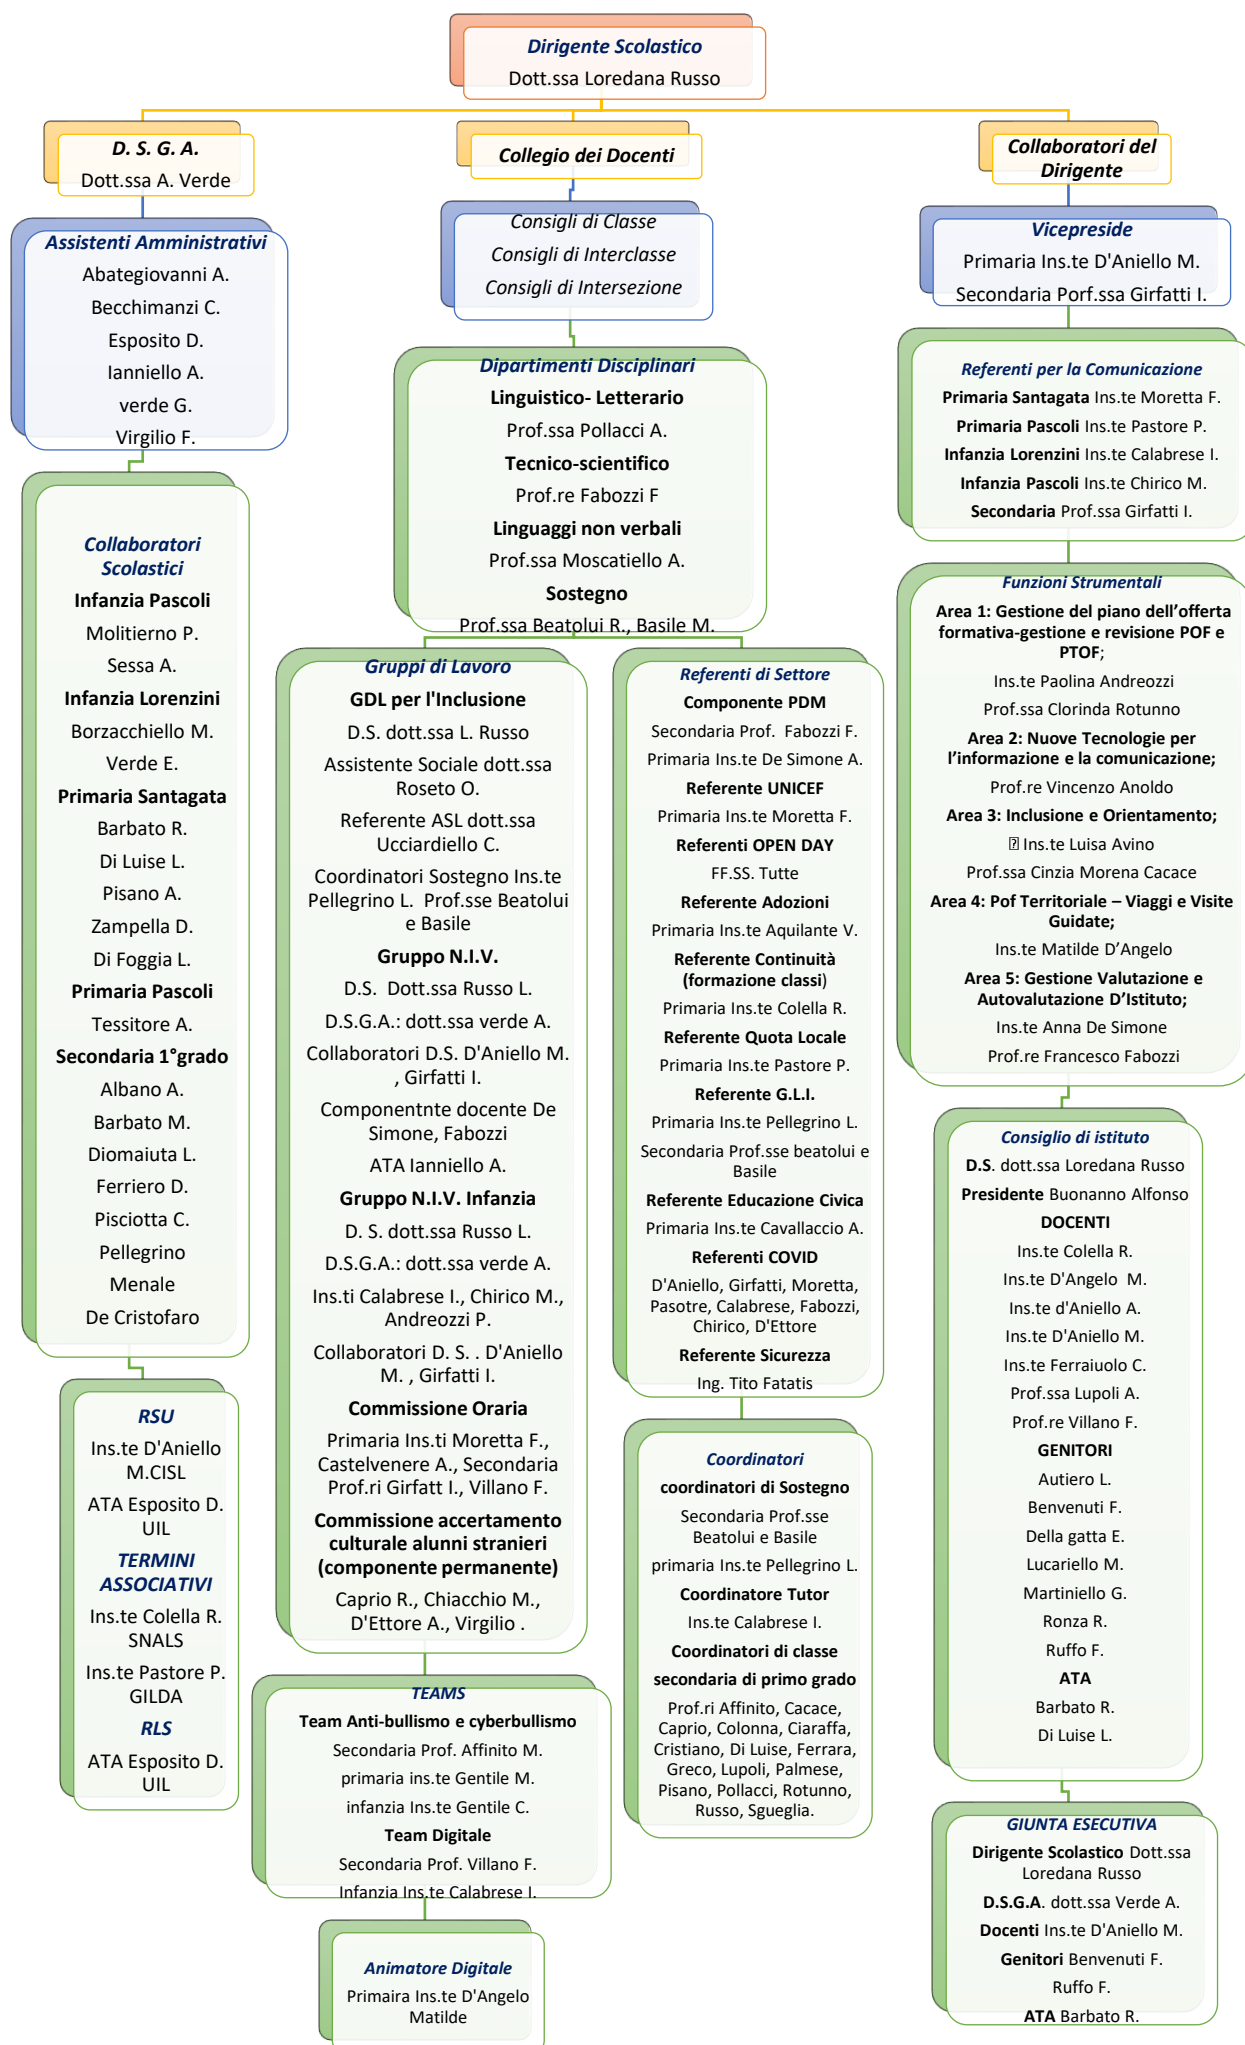 Dirigente Scolastico
Dott.ssa Loredana Russo
D. S. G. A.
Dott.ssa A. Verde
Assistenti Amministrativi
Abategiovanni A.
Becchimanzi C.
Esposito D.
Ianniello A.
verde G.
Virgilio F.
Collaboratori
Scolastici
Infanzia Pascoli
Molitierno P.
Sessa A.
Infanzia Lorenzini
Borzacchiello M.
Verde E.
Primaria Santagata
Barbato R.
Di Luise L.
Pisano A.
Zampella D.
Di Foggia L.
Primaria Pascoli
Tessitore A.
Secondaria 1°grado
Albano A.
Barbato M.
Diomaiuta L.
Ferriero D.
Pisciotta C.
Pellegrino
Menale
De Cristofaro
RSU
Ins.te D'Aniello
M.CISL
ATA Esposito D.
UIL
TERMINI
ASSOCIATIVI
Ins.te Colella R.
SNALS
Ins.te Pastore P.
GILDA
RLS
ATA Esposito D.
UIL
Collegio dei Docenti
Consigli di Classe
Consigli di Interclasse
Consigli di Intersezione
Dipartimenti Disciplinari
Linguistico- Letterario
Prof.ssa Pollacci A.
Tecnico-scientifico
Prof.re Fabozzi F
Linguaggi non verbali
Prof.ssa Moscatiello A.
Sostegno
Prof.ssa Beatolui R., Basile M.
Gruppi di Lavoro
GDL per l'Inclusione
D.S. dott.ssa L. Russo
Assistente Sociale dott.ssa
Roseto O.
Referente ASL dott.ssa
Ucciardiello C.
Coordinatori Sostegno Ins.te
Pellegrino L. Prof.sse Beatolui
e Basile
Gruppo N.I.V.
D.S. Dott.ssa Russo L.
D.S.G.A.: dott.ssa verde A.
Collaboratori D.S. D'Aniello M.
, Girfatti I.
Componentnte docente De
Simone, Fabozzi
ATA Ianniello A.
Gruppo N.I.V. Infanzia
D. S. dott.ssa Russo L.
D.S.G.A.: dott.ssa verde A.
Ins.ti Calabrese I., Chirico M.,
Andreozzi P.
Collaboratori D. S. . D'Aniello
M. , Girfatti I.
Commissione Oraria
Primaria Ins.ti Moretta F.,
Castelvenere A., Secondaria
Prof.ri Girfatt I., Villano F.
Commissione accertamento
culturale alunni stranieri
(componente permanente)
Caprio R., Chiacchio M.,
D'Ettore A., Virgilio .
TEAMS
Team Anti-bullismo e cyberbullismo
Secondaria Prof. Affinito M.
primaria ins.te Gentile M.
infanzia Ins.te Gentile C.
Team Digitale
Secondaria Prof. Villano F.
Infanzia Ins.te Calabrese I.
Animatore Digitale
Primaira Ins.te D'Angelo
Matilde
Referenti di Settore
Componente PDM
Secondaria Prof. Fabozzi F.
Primaria Ins.te De Simone A.
Referente UNICEF
Primaria Ins.te Moretta F.
Referenti OPEN DAY
FF.SS. Tutte
Referente Adozioni
Primaria Ins.te Aquilante V.
Referente Continuità
(formazione classi)
Primaria Ins.te Colella R.
Referente Quota Locale
Primaria Ins.te Pastore P.
Referente G.L.I.
Primaria Ins.te Pellegrino L.
Secondaria Prof.sse beatolui e
Basile
Referente Educazione Civica
Primaria Ins.te Cavallaccio A.
Referenti COVID
D'Aniello, Girfatti, Moretta,
Pasotre, Calabrese, Fabozzi,
Chirico, D'Ettore
Referente Sicurezza
Ing. Tito Fatatis
Coordinatori
coordinatori di Sostegno
Secondaria Prof.sse
Beatolui e Basile
primaria Ins.te Pellegrino L.
Coordinatore Tutor
Ins.te Calabrese I.
Coordinatori di classe
secondaria di primo grado
Prof.ri Affinito, Cacace,
Caprio, Colonna, Ciaraffa,
Cristiano, Di Luise, Ferrara,
Greco, Lupoli, Palmese,
Pisano, Pollacci, Rotunno,
Russo, Sgueglia.
Collaboratori del
Dirigente
Vicepreside
Primaria Ins.te D'Aniello M.
Secondaria Porf.ssa Girfatti I.
Referenti per la Comunicazione
Primaria Santagata Ins.te Moretta F.
Primaria Pascoli Ins.te Pastore P.
Infanzia Lorenzini Ins.te Calabrese I.
Infanzia Pascoli Ins.te Chirico M.
Secondaria Prof.ssa Girfatti I.
Funzioni Strumentali
Area 1: Gestione del piano dell’offerta
formativa-gestione e revisione POF e
PTOF;
Ins.te Paolina Andreozzi
Prof.ssa Clorinda Rotunno
Area 2: Nuove Tecnologie per
l’informazione e la comunicazione;
Prof.re Vincenzo Anoldo
Area 3: Inclusione e Orientamento;
Ins.te Luisa Avino
Prof.ssa Cinzia Morena Cacace
Area 4: Pof Territoriale – Viaggi e Visite
Guidate;
Ins.te Matilde D’Angelo
Area 5: Gestione Valutazione e
Autovalutazione D’Istituto;
Ins.te Anna De Simone
Prof.re Francesco Fabozzi
Consiglio di istituto
D.S. dott.ssa Loredana Russo
Presidente Buonanno Alfonso
DOCENTI
Ins.te Colella R.
Ins.te D'Angelo M.
Ins.te d'Aniello A.
Ins.te D'Aniello M.
Ins.te Ferraiuolo C.
Prof.ssa Lupoli A.
Prof.re Villano F.
GENITORI
Autiero L.
Benvenuti F.
Della gatta E.
Lucariello M.
Martiniello G.
Ronza R.
Ruffo F.
ATA
Barbato R.
Di Luise L.
GIUNTA ESECUTIVA
Dirigente Scolastico Dott.ssa
Loredana Russo
D.S.G.A. dott.ssa Verde A.
Docenti Ins.te D'Aniello M.
Genitori Benvenuti F.
Ruffo F.
ATA Barbato R.